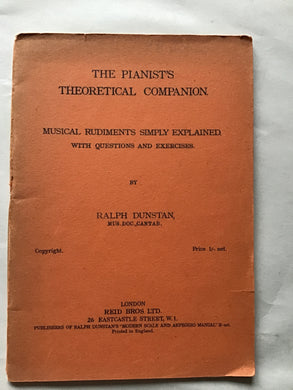 THE PIANIST'S
THEORETICAL COMPANION.
MUSICAL RUDIMENTS SIMPLY EXPLAINED.
WITH QUESTIONS AND EXERCISES.
BY
RALPH DUNSTAN,
MUS. DOC., CANTAB.
Copyright.
Price 1/- net.
LONDON
REID BROS LTD.
26 EASTCASTLE STREET, W.1.
PUBLISHERS OF RALPH DUNSTAN'S "MODERN SCALE AND ARPEGGIO MANUAL" net.
Printed in England.